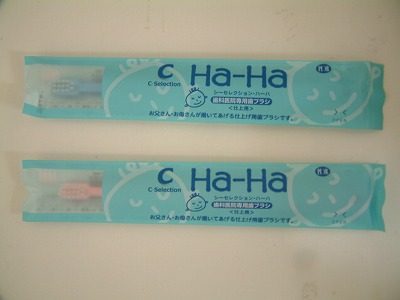 C Ha-Ha
C-Selection
シーセレクション・ハーハ
歯科医院専用歯ブラシ
<仕上用>
お父さん・お母さんが磨いてあげる仕上げ用歯ブラシです。
C Ha-Ha
C-Selection
シーセレクション・ハーハ
歯科医院専用歯ブラシ
<仕上用>
お父さん・お母さんが磨いてあげる仕上げ用歯ブラシです。